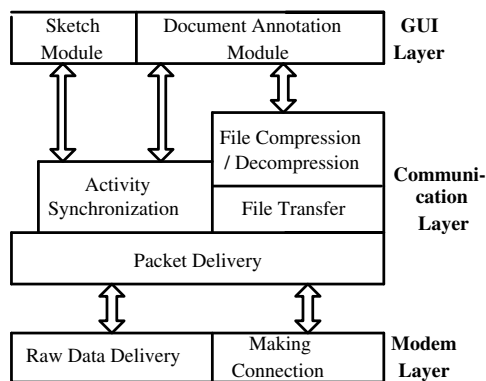 Sketch
Module
Document Annotation
Module
GUI
Layer
File Compression
/ Decompression
Activity
Synchronization
File Transfer
Communi-
cation
Layer
Packet Delivery
Raw Data Delivery
Making
Connection
Modem
Layer